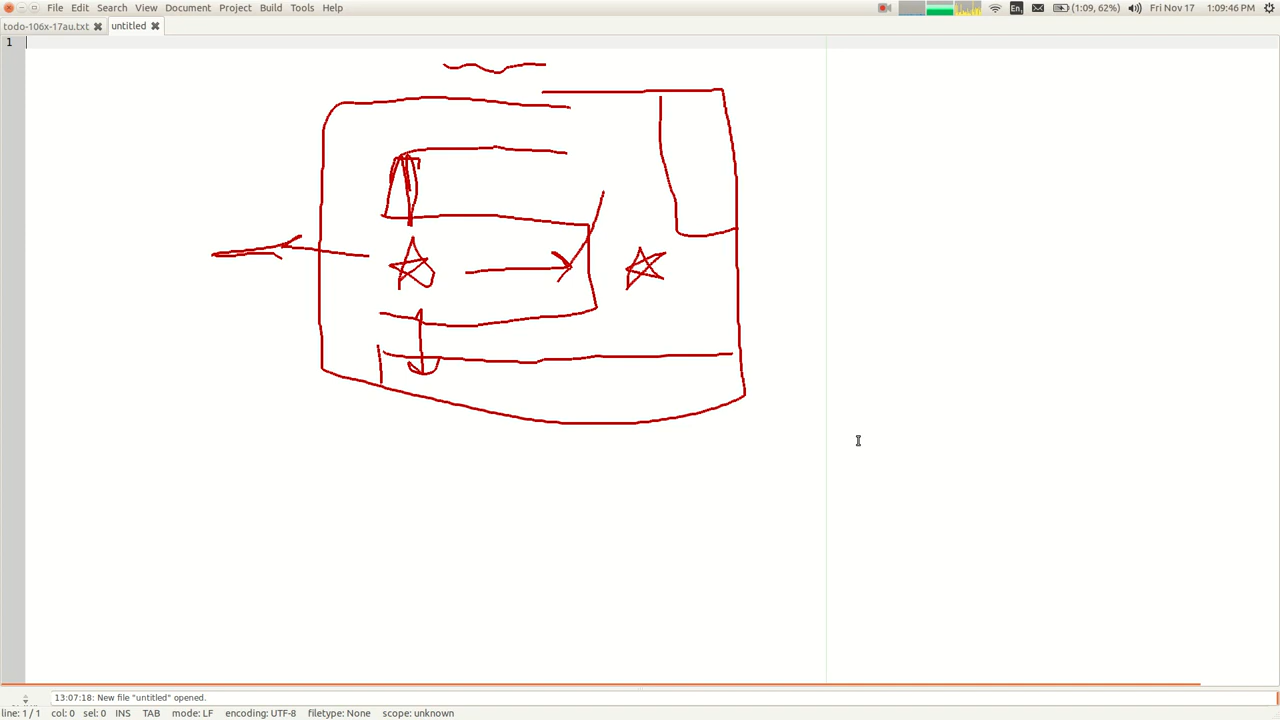 File Edit Search View Document Project Build Tools Help En (1:09, 62%) Fri Nov 17 1:09:46 PM
todo-106x-17au.txt untitled
1
13:07:18: New file "untitled" opened.
line: 1 / 1 col: 0 sel: 0 INS TAB mode: LF encoding: UTF-8 filetype: None scope: unknown